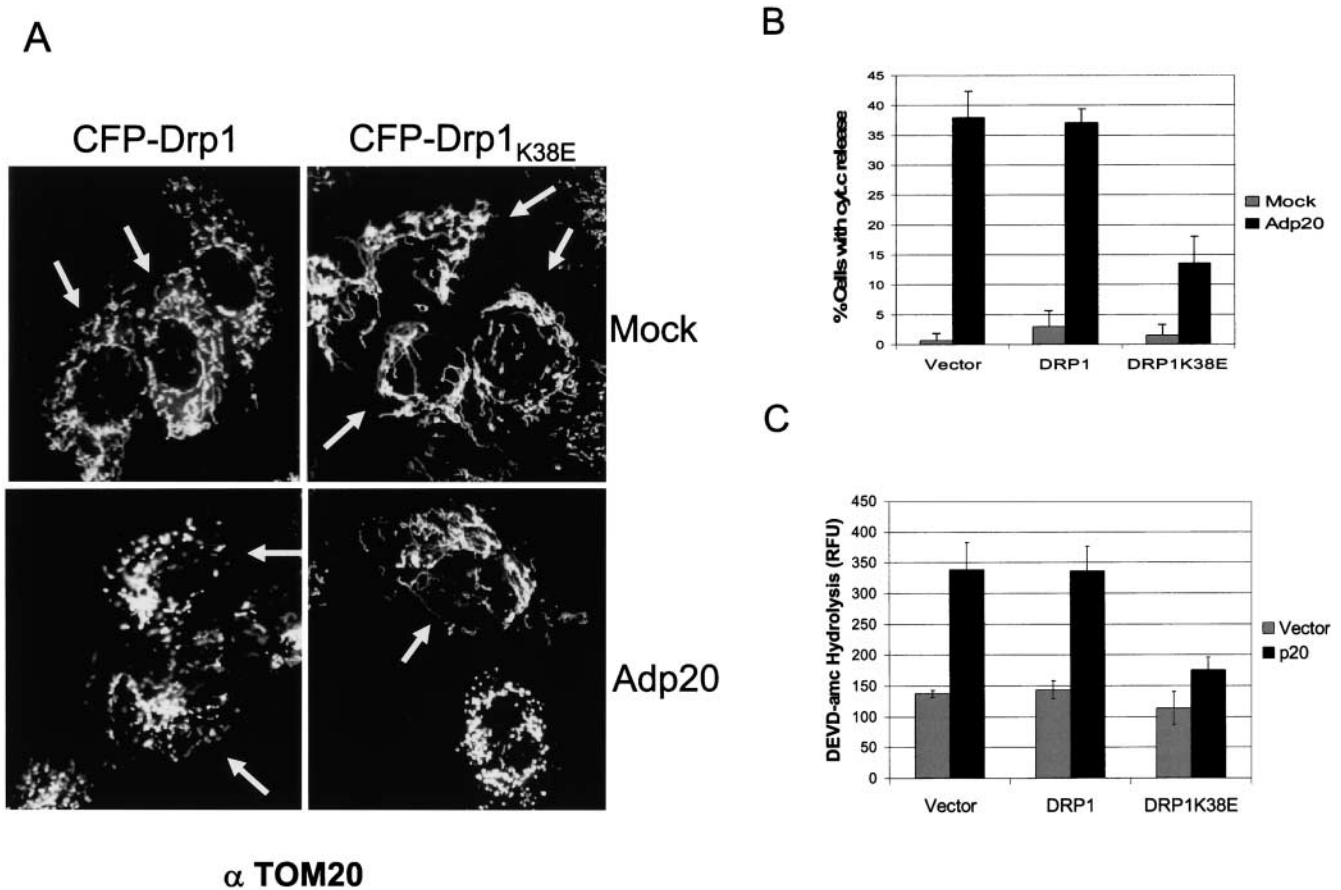 A
CFP-Drp1
CFP-Drp1K38E
Mock
Adp20
α TOM20
B
%Cells with cyt.c release
45
40
35
30
25
20
15
10
5
0
Vector
DRP1
DRP1K38E
Mock
Adp20
C
DEVD-amc Hydrolysis (RFU)
450
400
350
300
250
200
150
100
50
0
Vector
DRP1
DRP1K38E
Vector
p20